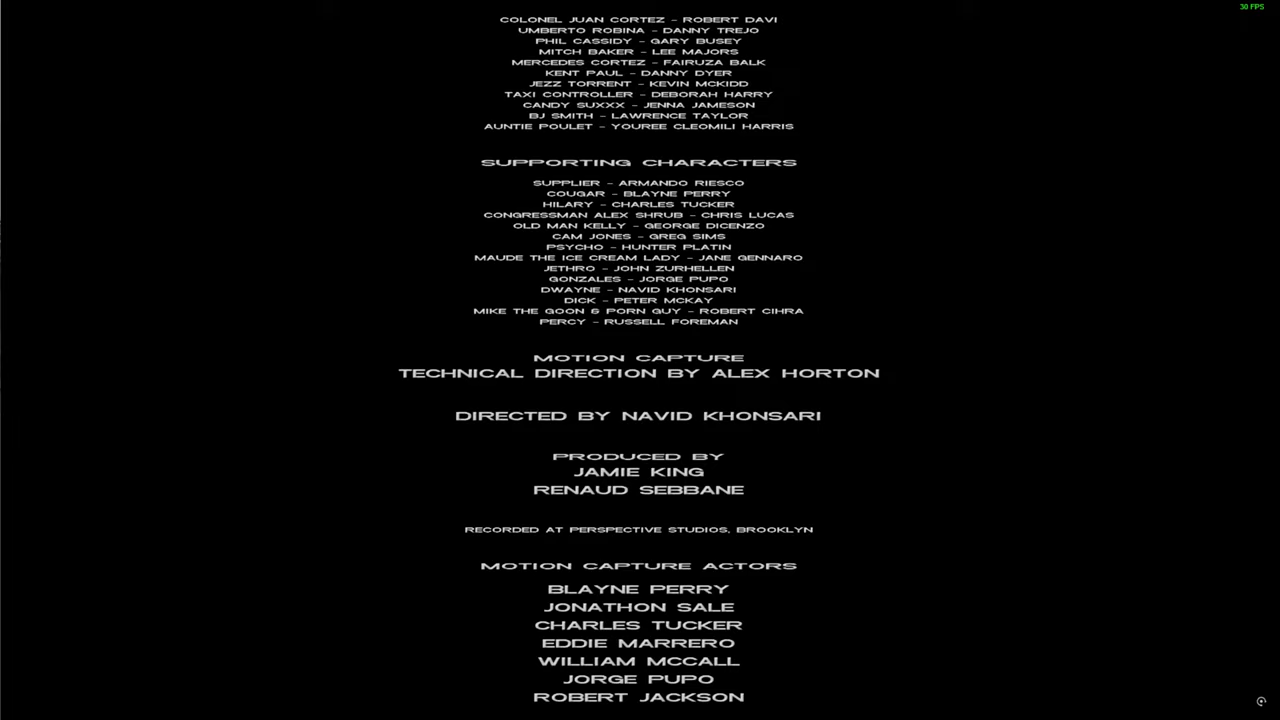 30 FPS
COLONEL JUAN CORTEZ - ROBERT DAVI
UMBERTO ROBINA - DANNY TREJO
PHIL CASSIDY - GARY BUSEY
MITCH BAKER - LEE MAJORS
MERCEDES CORTEZ - FAIRUZA BALK
KENT PAUL - DANNY DYER
JEZZ TORRENT - KEVIN MCKIDD
TAXI CONTROLLER - DEBORAH HARRY
CANDY SUXXX - JENNA JAMESON
BJ SMITH - LAWRENCE TAYLOR
AUNTIE POULET - YOUREE CLEOMILI HARRIS
SUPPORTING CHARACTERS
SUPPLIER - ARMANDO RIESCO
COUGAR - BLAYNE PERRY
HILARY - CHARLES TUCKER
CONGRESSMAN ALEX SHRUB - CHRIS LUCAS
OLD MAN KELLY - GEORGE DICENZO
CAM JONES - GREG SIMS
PSYCHO - HUNTER PLATIN
MAUDE THE ICE CREAM LADY - JANE GENNARO
JETHRO - JOHN ZURHELLEN
GONZALES - JORGE PUPO
DWAYNE - NAVID KHONSARI
DICK - PETER MCKAY
MIKE THE GOON & PORN GUY - ROBERT CIHRA
PERCY - RUSSELL FOREMAN
MOTION CAPTURE
TECHNICAL DIRECTION BY ALEX HORTON
DIRECTED BY NAVID KHONSARI
PRODUCED BY
JAMIE KING
RENAUD SEBBANE
RECORDED AT PERSPECTIVE STUDIOS, BROOKLYN
MOTION CAPTURE ACTORS
BLAYNE PERRY
JONATHON SALE
CHARLES TUCKER
EDDIE MARRERO
WILLIAM MCCALL
JORGE PUPO
ROBERT JACKSON